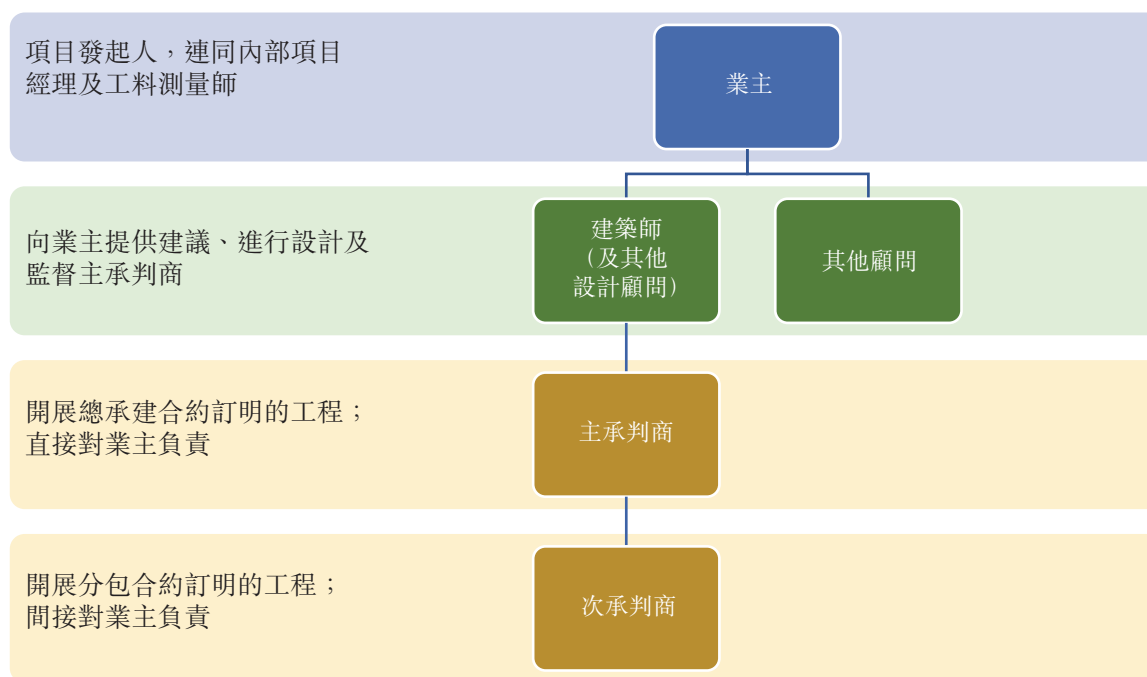 項目發起人，連同內部項目
經理及工料測量師
業主
向業主提供建議、進行設計及
監督主承判商
建築師
（及其他
設計顧問）
其他顧問
開展總承建合約訂明的工程；
直接對業主負責
主承判商
開展分包合約訂明的工程；
間接對業主負責
次承判商